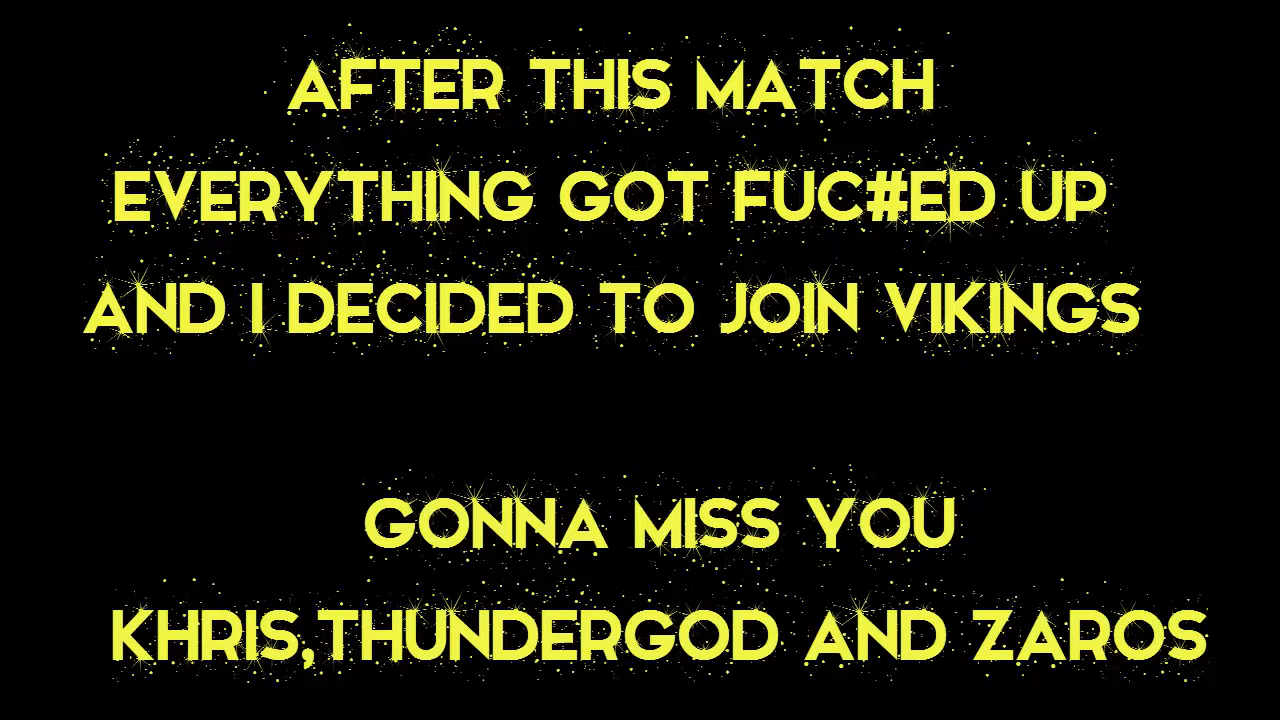 AFTER THIS MATCH
EVERYTHING GOT FUC#ED UP
AND I DECIDED TO JOIN VIKINGS
GONNA MISS YOU
KHRIS,THUNDERGOD AND ZAROS